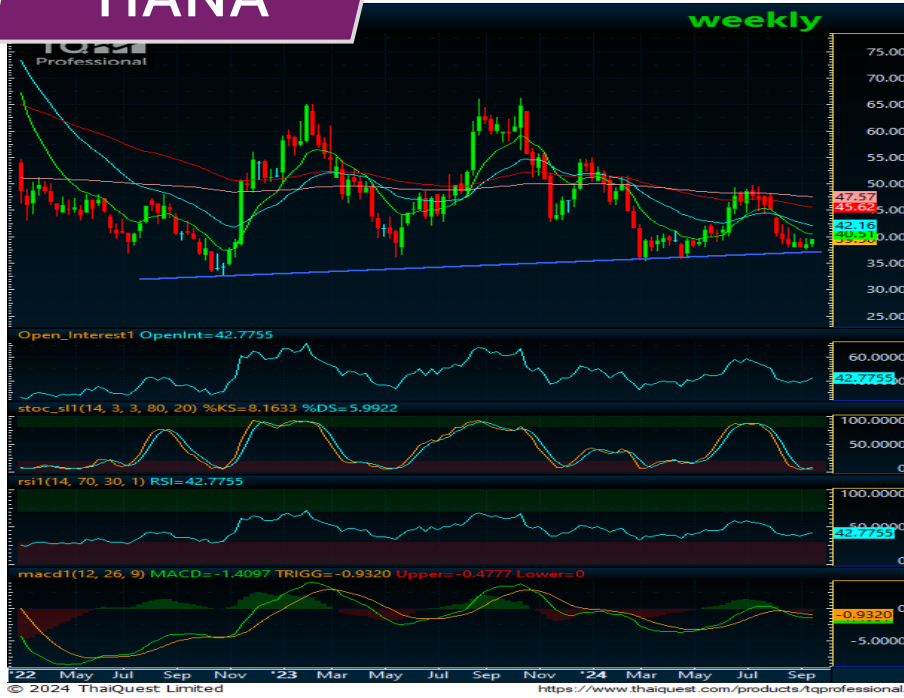 HANA
weekly
Professional
75.00
70.00
65.00
60.00
55.00
50.00
47.57
45.62
42.16
35.00
30.00
25.00
Open_Interest1 OpenInt=42.7755
60.0000
42.7755
stoc_sl1(14, 3, 3, 80, 20) %KS=8.1633 %DS=5.9922
100.0000
50.0000
0
rsi1(14, 70, 30, 1) RSI=42.7755
100.0000
42.7755
0
macd1(12, 26, 9) MACD=-1.4097 TRIGG=-0.9320 Upper=-0.4777 Lower=0
0
-0.9320
-5.0000
'22 May Jul Sep Nov '23 Mar May Jul Sep Nov '24 Mar May Jul Sep
© 2024 ThaiQuest Limited https://www.thaiquest.com/products/tqprofessional